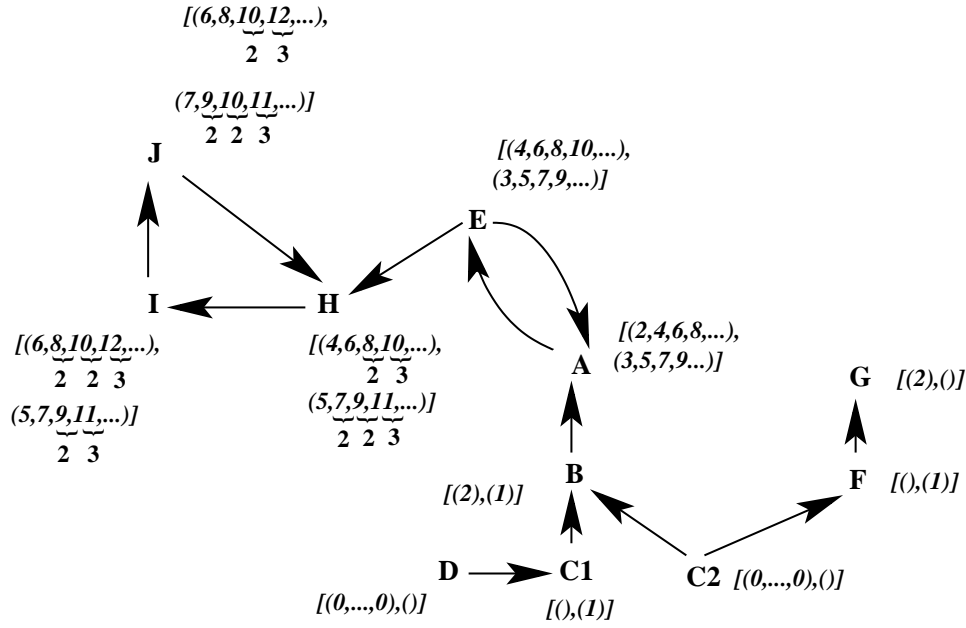 [(6,8,10,12,...),
2 3
(7,9,10,11,...)]
2 2 3
J
[(4,6,8,10,...),
(3,5,7,9,...)]
E
I
H
[(6,8,10,12,...),
2 2 3
(5,7,9,11,...)]
2 3
[(4,6,8,10,...),
2 3
(5,7,9,11,...)]
2 2 3
[(2,4,6,8,...),
(3,5,7,9...)]
A
G [(2),()]
B
[(2),(1)]
F [(),(1)]
D
[(0,...,0),()]
C1
[(),(1)]
C2 [(0,...,0),()]